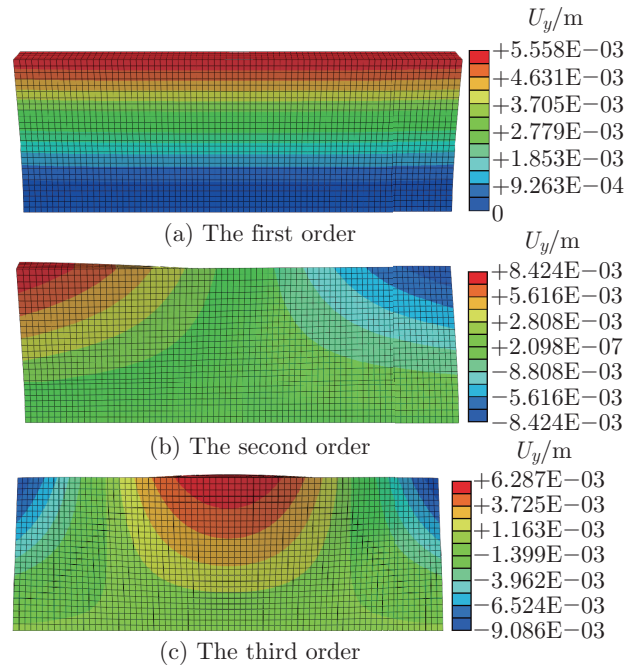 U_y/m
+5.558E−03
+4.631E−03
+3.705E−03
+2.779E−03
+1.853E−03
+9.263E−04
0
(a) The first order
U_y/m
+8.424E−03
+5.616E−03
+2.808E−03
+2.098E−07
−8.808E−03
−5.616E−03
−8.424E−03
(b) The second order
U_y/m
+6.287E−03
+3.725E−03
+1.163E−03
−1.399E−03
−3.962E−03
−6.524E−03
−9.086E−03
(c) The third order